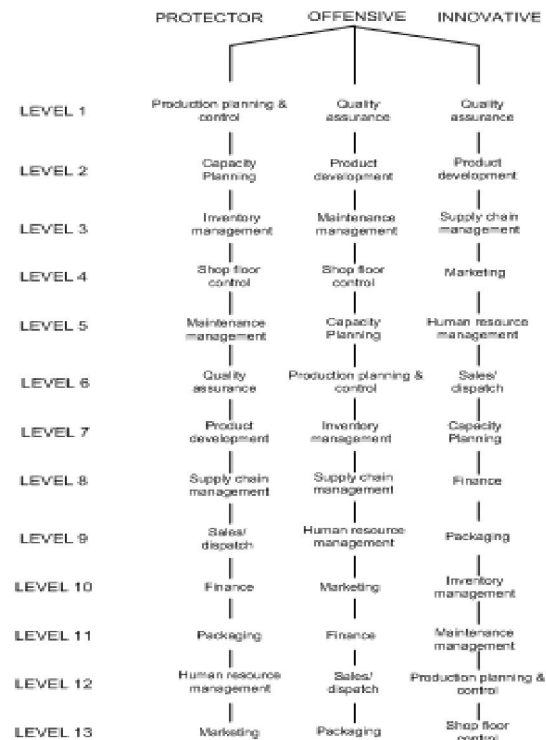 PROTECTOR OFFENSIVE INNOVATIVE
LEVEL 1 Production planning & Quality Quality
control assurance assurance
LEVEL 2 Capacity Product Product
Planning development development
LEVEL 3 Inventory Maintenance Supply chain
management management management
LEVEL 4 Shop floor Shop floor Marketing
control control
LEVEL 5 Maintenance Capacity Human resource
management Planning management
LEVEL 6 Quality Production planning & Sales/
assurance control dispatch
LEVEL 7 Product Inventory Capacity
development management Planning
LEVEL 8 Supply chain Supply chain Finance
management management
LEVEL 9 Sales/ Human resource Packaging
dispatch management
LEVEL 10 Finance Marketing Inventory
management
LEVEL 11 Packaging Finance Maintenance
management
LEVEL 12 Human resource Sales/ Production planning &
management dispatch control
LEVEL 13 Marketing Packaging Shop floor
control